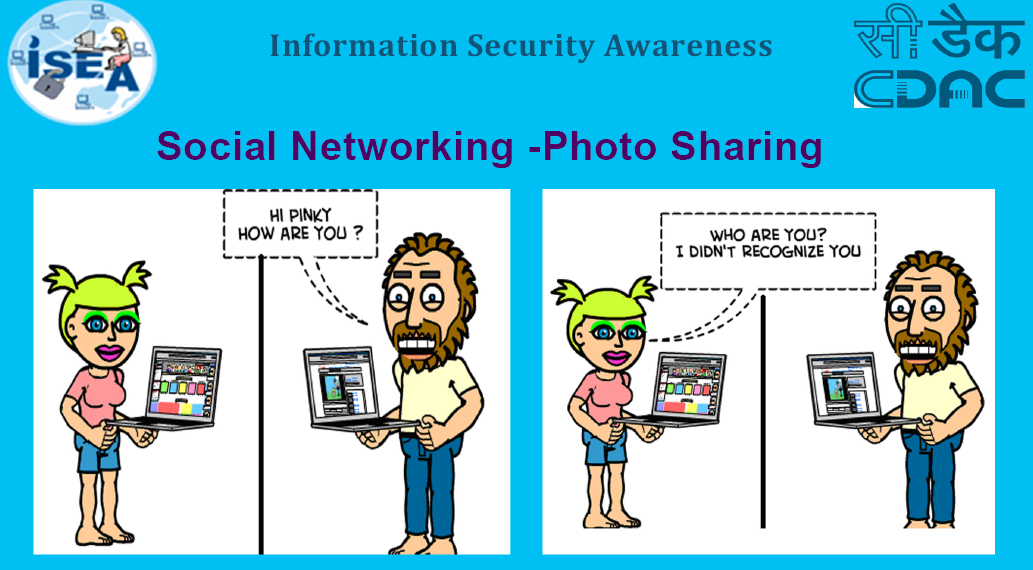 ISEA
Information Security Awareness
सी डैक
CDAC
Social Networking -Photo Sharing
HI PINKY
HOW ARE YOU ?
WHO ARE YOU?
I DIDN'T RECOGNIZE YOU